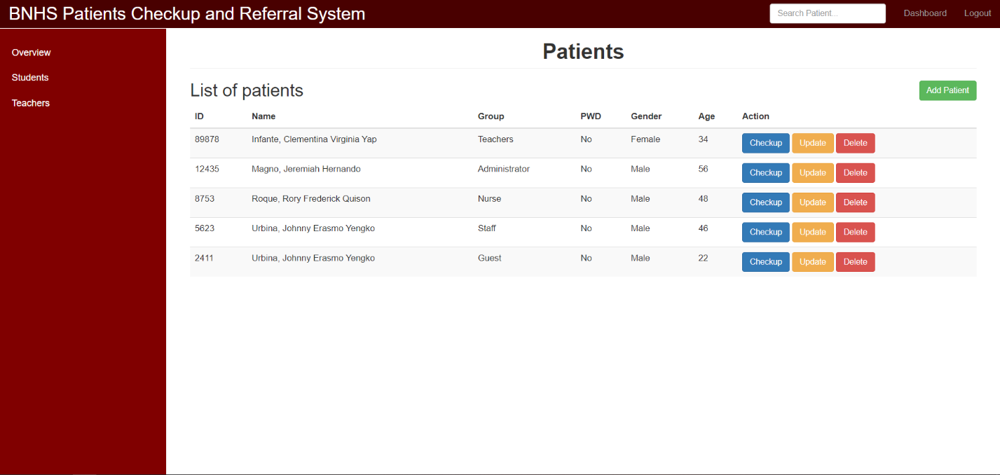 BNHS Patients Checkup and Referral System Search Patient... Dashboard Logout
Overview
Students
Teachers
Patients
List of patients Add Patient
ID Name Group PWD Gender Age Action
89878 Infante, Clementina Virginia Yap Teachers No Female 34 Checkup Update Delete
12435 Magno, Jeremiah Hernando Administrator No Male 56 Checkup Update Delete
8753 Roque, Rory Frederick Quison Nurse No Male 48 Checkup Update Delete
5623 Urbina, Johnny Erasmo Yengko Staff No Male 46 Checkup Update Delete
2411 Urbina, Johnny Erasmo Yengko Guest No Male 22 Checkup Update Delete